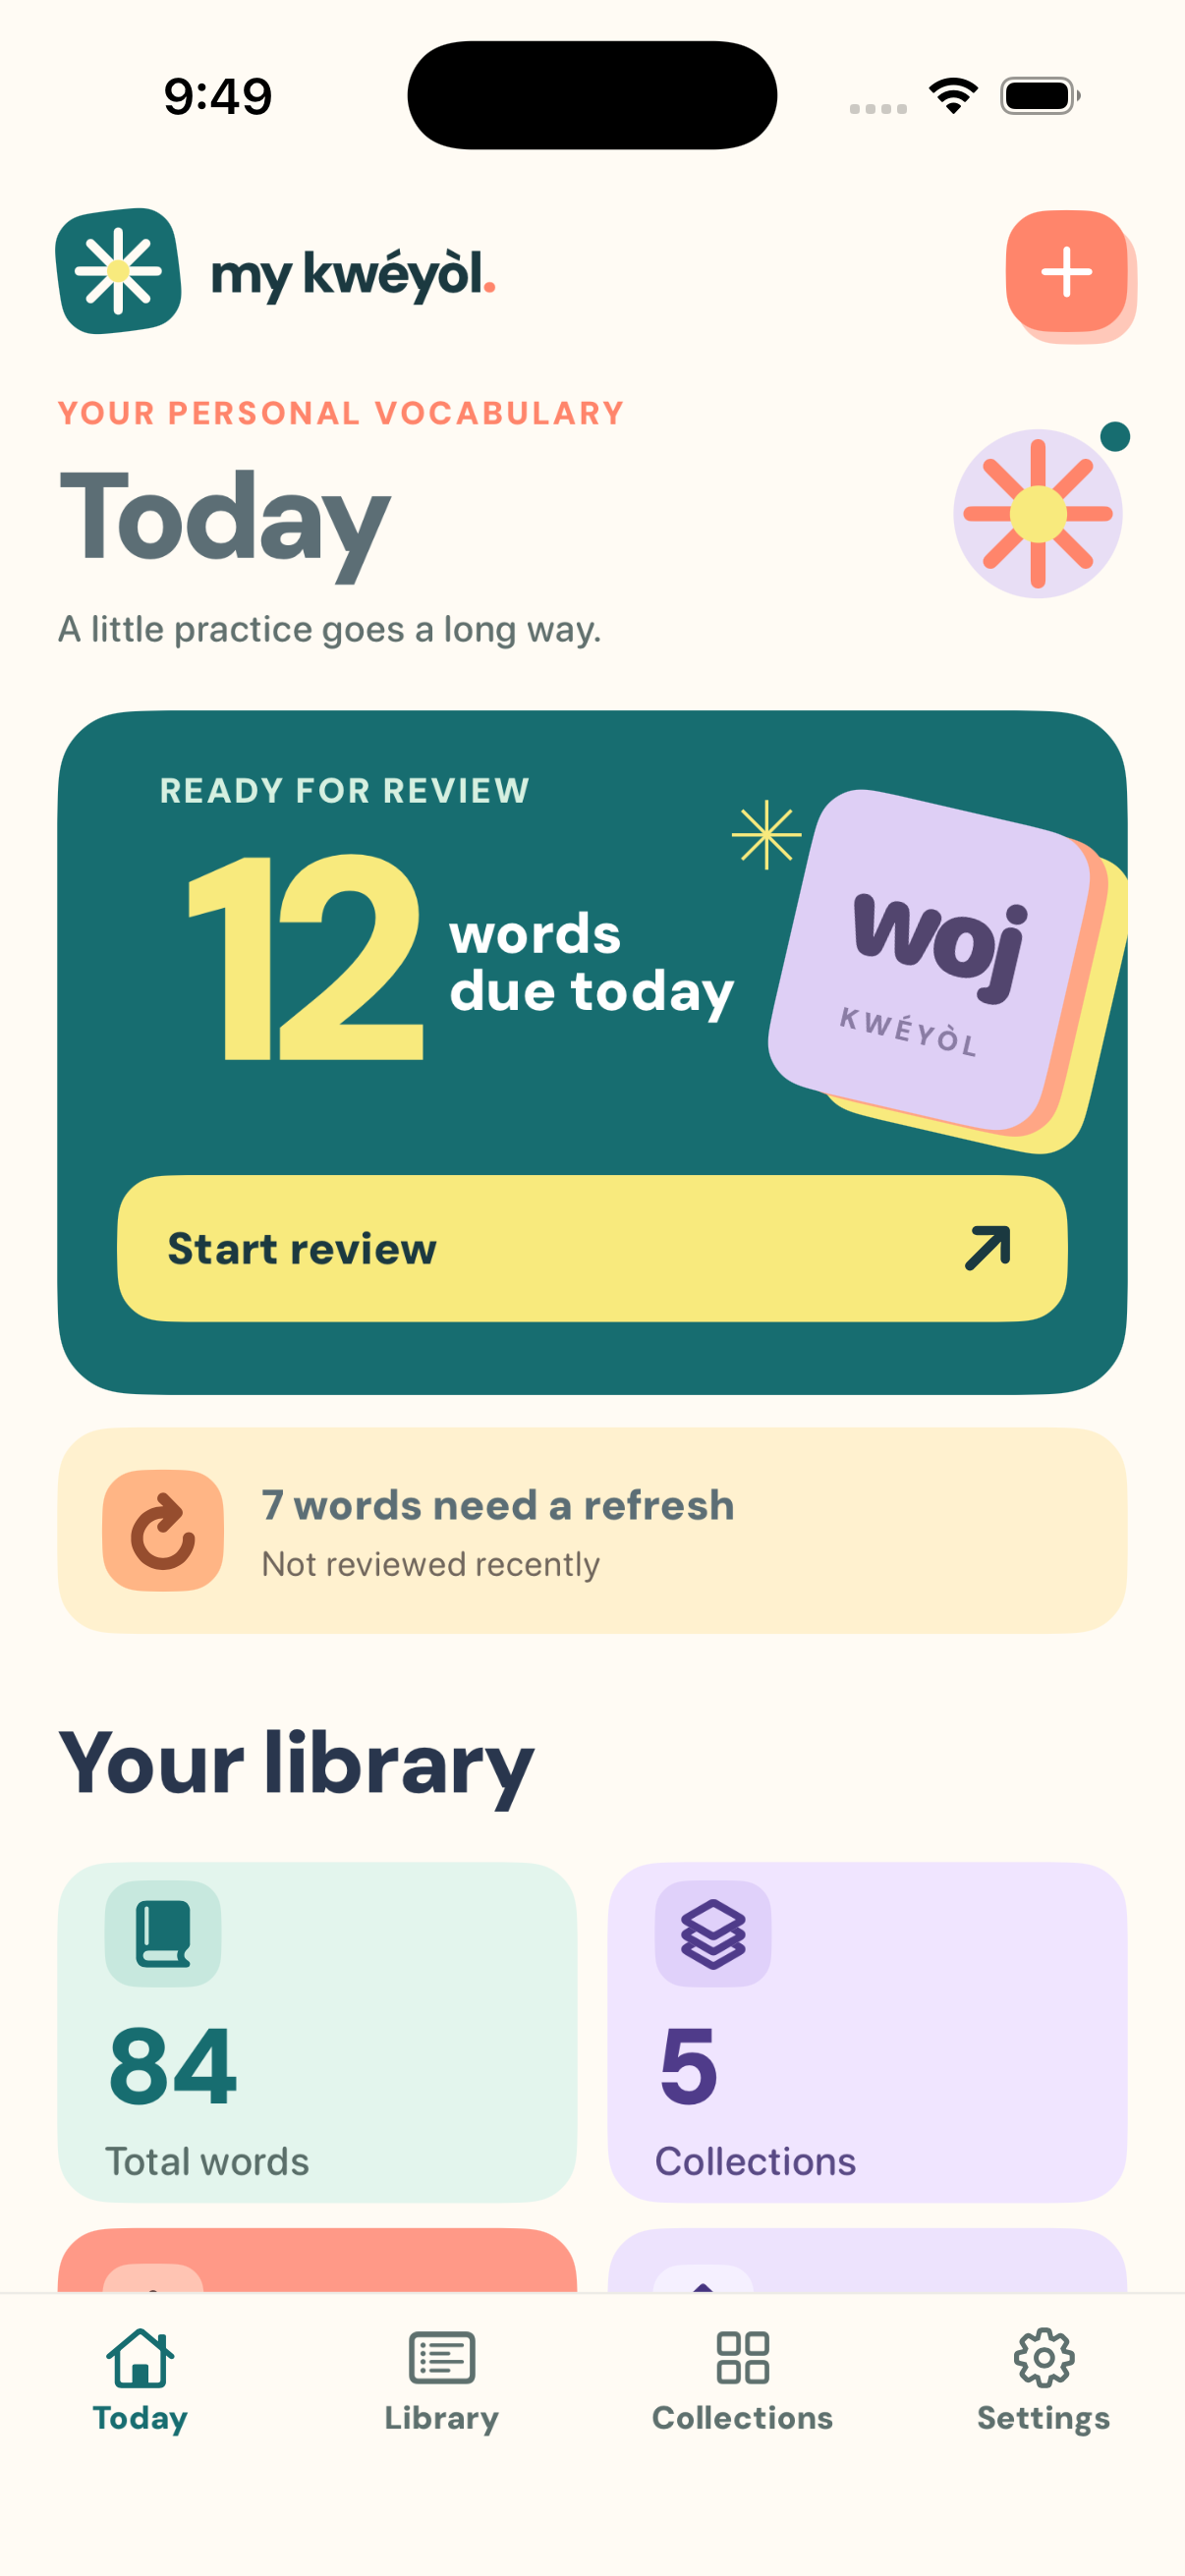 9:49
my kwéyòl.
YOUR PERSONAL VOCABULARY
Today
A little practice goes a long way.
READY FOR REVIEW
12
words
due today
woj
KWÉYÒL
Start review
7 words need a refresh
Not reviewed recently
Your library
84
Total words
5
Collections
Today
Library
Collections
Settings